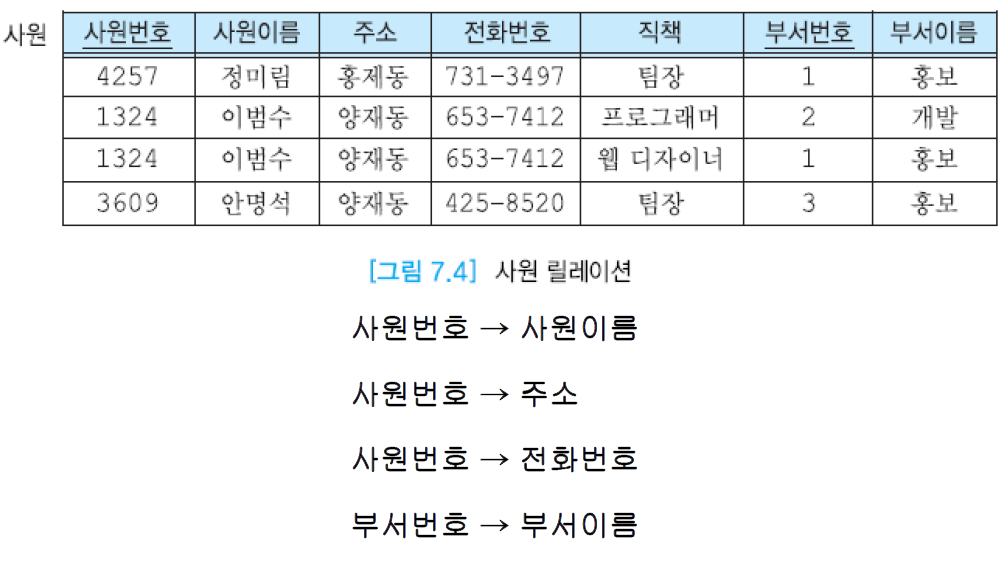 사원 사원번호 사원이름 주소 전화번호 직책 부서번호 부서이름
4257 정미림 홍제동 731-3497 팀장 1 홍보
1324 이범수 양재동 653-7412 프로그래머 2 개발
1324 이범수 양재동 653-7412 웹 디자이너 1 홍보
3609 안명석 양재동 425-8520 팀장 3 홍보
[그림 7.4] 사원 릴레이션
사원번호 → 사원이름
사원번호 → 주소
사원번호 → 전화번호
부서번호 → 부서이름